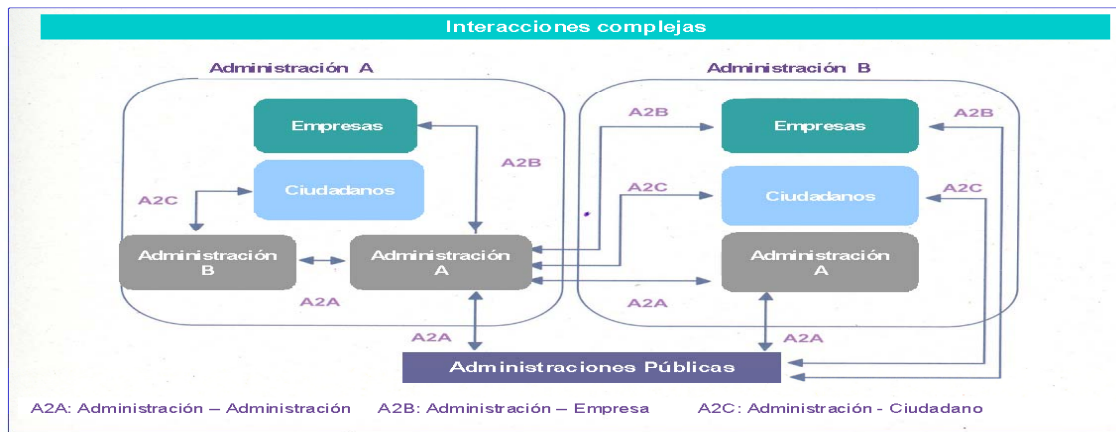 Interacciones complejas
Administración A
Administración B
Empresas
A2B
Ciudadanos
A2C
Administración
B
Administración
A
A2A
A2A
A2B
Empresas
A2B
A2C
Ciudadanos
A2C
Administración
A
A2A
A2A
Administraciones Públicas
A2A: Administración – Administración
A2B: Administración – Empresa
A2C: Administración - Ciudadano